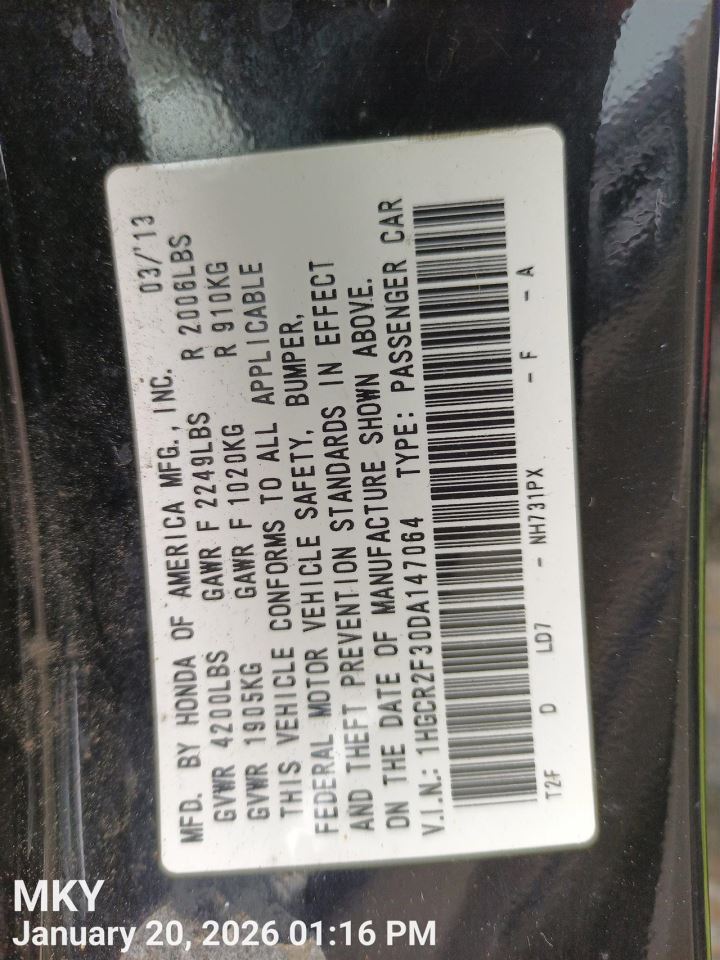 MFD. BY HONDA OF AMERICA MFG., INC. 03/'13
GVWR 4200LBS GAWR F 2249LBS R 2006LBS
GVWR 1905KG GAWR F 1020KG R 910KG
THIS VEHICLE CONFORMS TO ALL APPLICABLE
FEDERAL MOTOR VEHICLE SAFETY, BUMPER,
AND THEFT PREVENTION STANDARDS IN EFFECT
ON THE DATE OF MANUFACTURE SHOWN ABOVE.
V.I.N.: 1HGCR2F30DA147064 TYPE: PASSENGER CAR
T2F D LD7 - NH731PX - F - A
MKY
January 20, 2026 01:16 PM